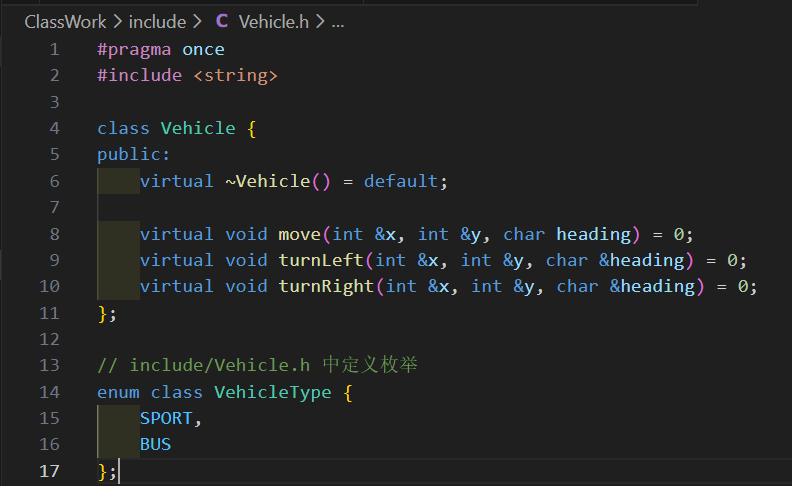 ClassWork > include > C Vehicle.h > ...
1 #pragma once
2 #include <string>
3
4 class Vehicle {
5 public:
6     virtual ~Vehicle() = default;
7
8     virtual void move(int &x, int &y, char heading) = 0;
9     virtual void turnLeft(int &x, int &y, char &heading) = 0;
10     virtual void turnRight(int &x, int &y, char &heading) = 0;
11 };
12
13 // include/Vehicle.h 中定义枚举
14 enum class VehicleType {
15     SPORT,
16     BUS
17 };